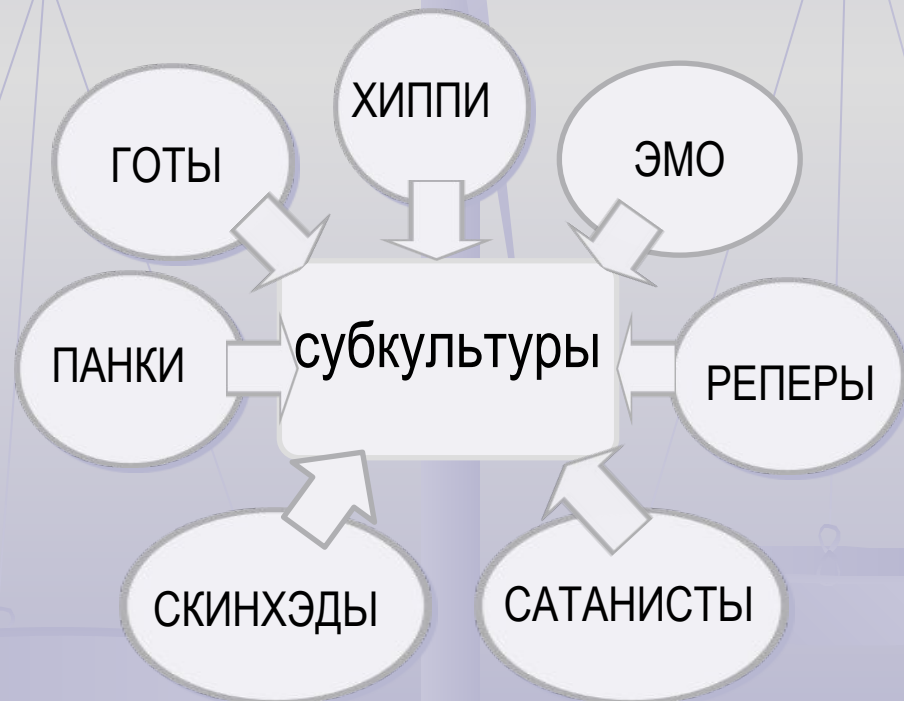 ХИППИ
ГОТЫ
ЭМО
субкультуры
ПАНКИ
РЕПЕРЫ
СКИНХЭДЫ
САТАНИСТЫ